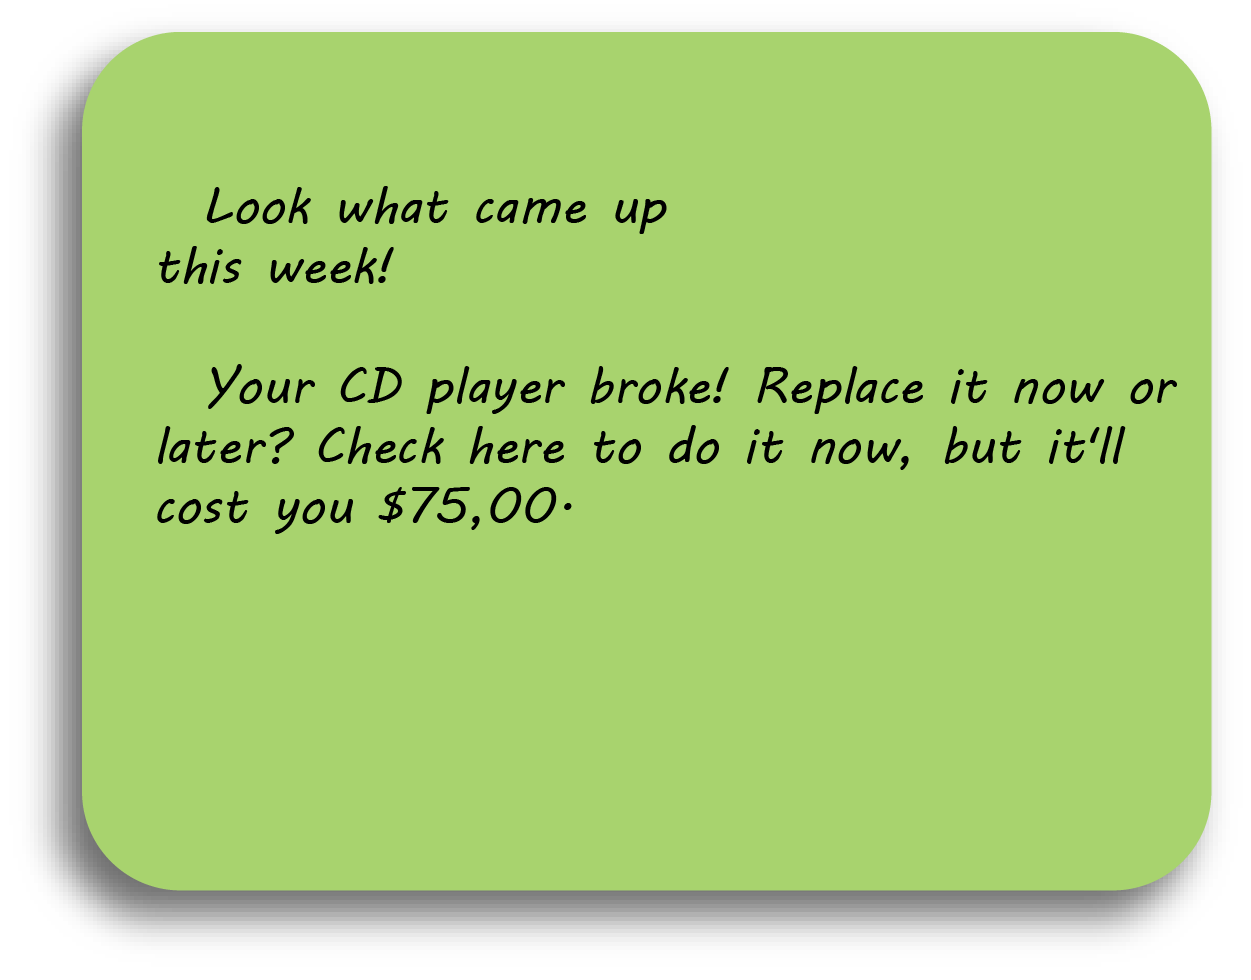 Look what came up
this week!
Your CD player broke! Replace it now or
later? Check here to do it now, but it'll
cost you $75,00.